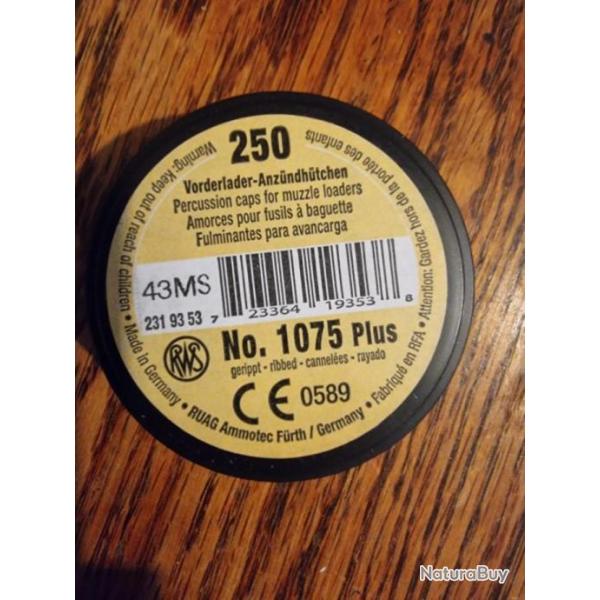 250
Vorderlader-Anzündhütchen
Percussion caps for muzzle loaders
Amorces pour fusils à baguette
Fulminantes para avancarga
43MS
231 93 53
7 23364 19353 8
No. 1075 Plus
gerippt - ribbed - cannelées - rayado
RWS
CE 0589
Warning: Keep out of reach of children • Made in Germany • RUAG Ammotec Fürth / Germany • Fabriqué en RFA • Attention: Gardez hors de la portée des enfants
NaturaBuy